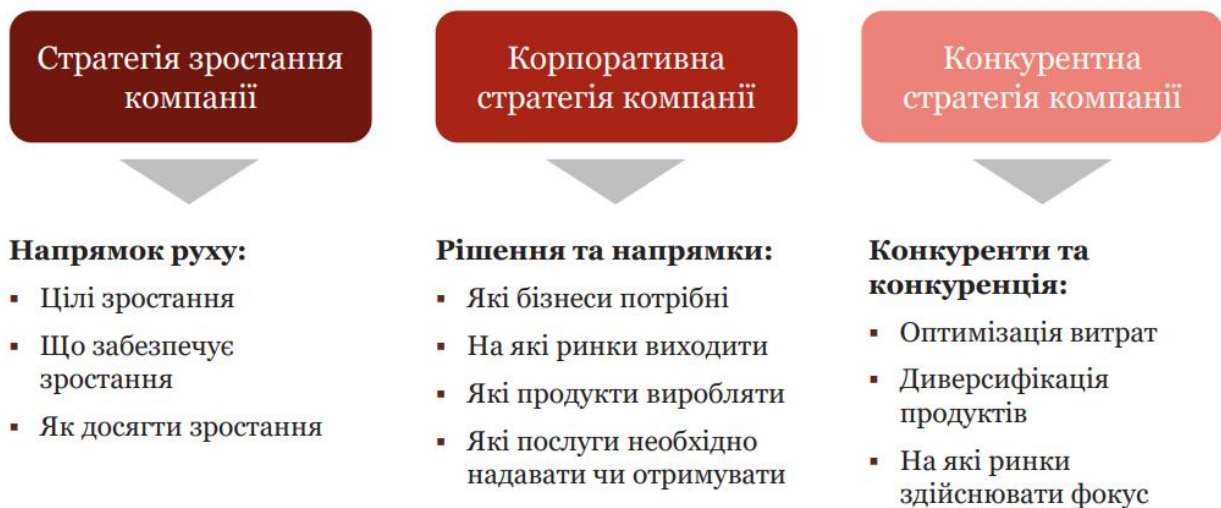 Стратегія зростання
компанії
Напрямок руху:
▪ Цілі зростання
▪ Що забезпечує
зростання
▪ Як досягти зростання
Корпоративна
стратегія компанії
Рішення та напрямки:
▪ Які бізнеси потрібні
▪ На які ринки виходити
▪ Які продукти виробляти
▪ Які послуги необхідно
надавати чи отримувати
Конкурентна
стратегія компанії
Конкуренти та
конкуренція:
▪ Оптимізація витрат
▪ Диверсифікація
продуктів
▪ На які ринки
здійснювати фокус